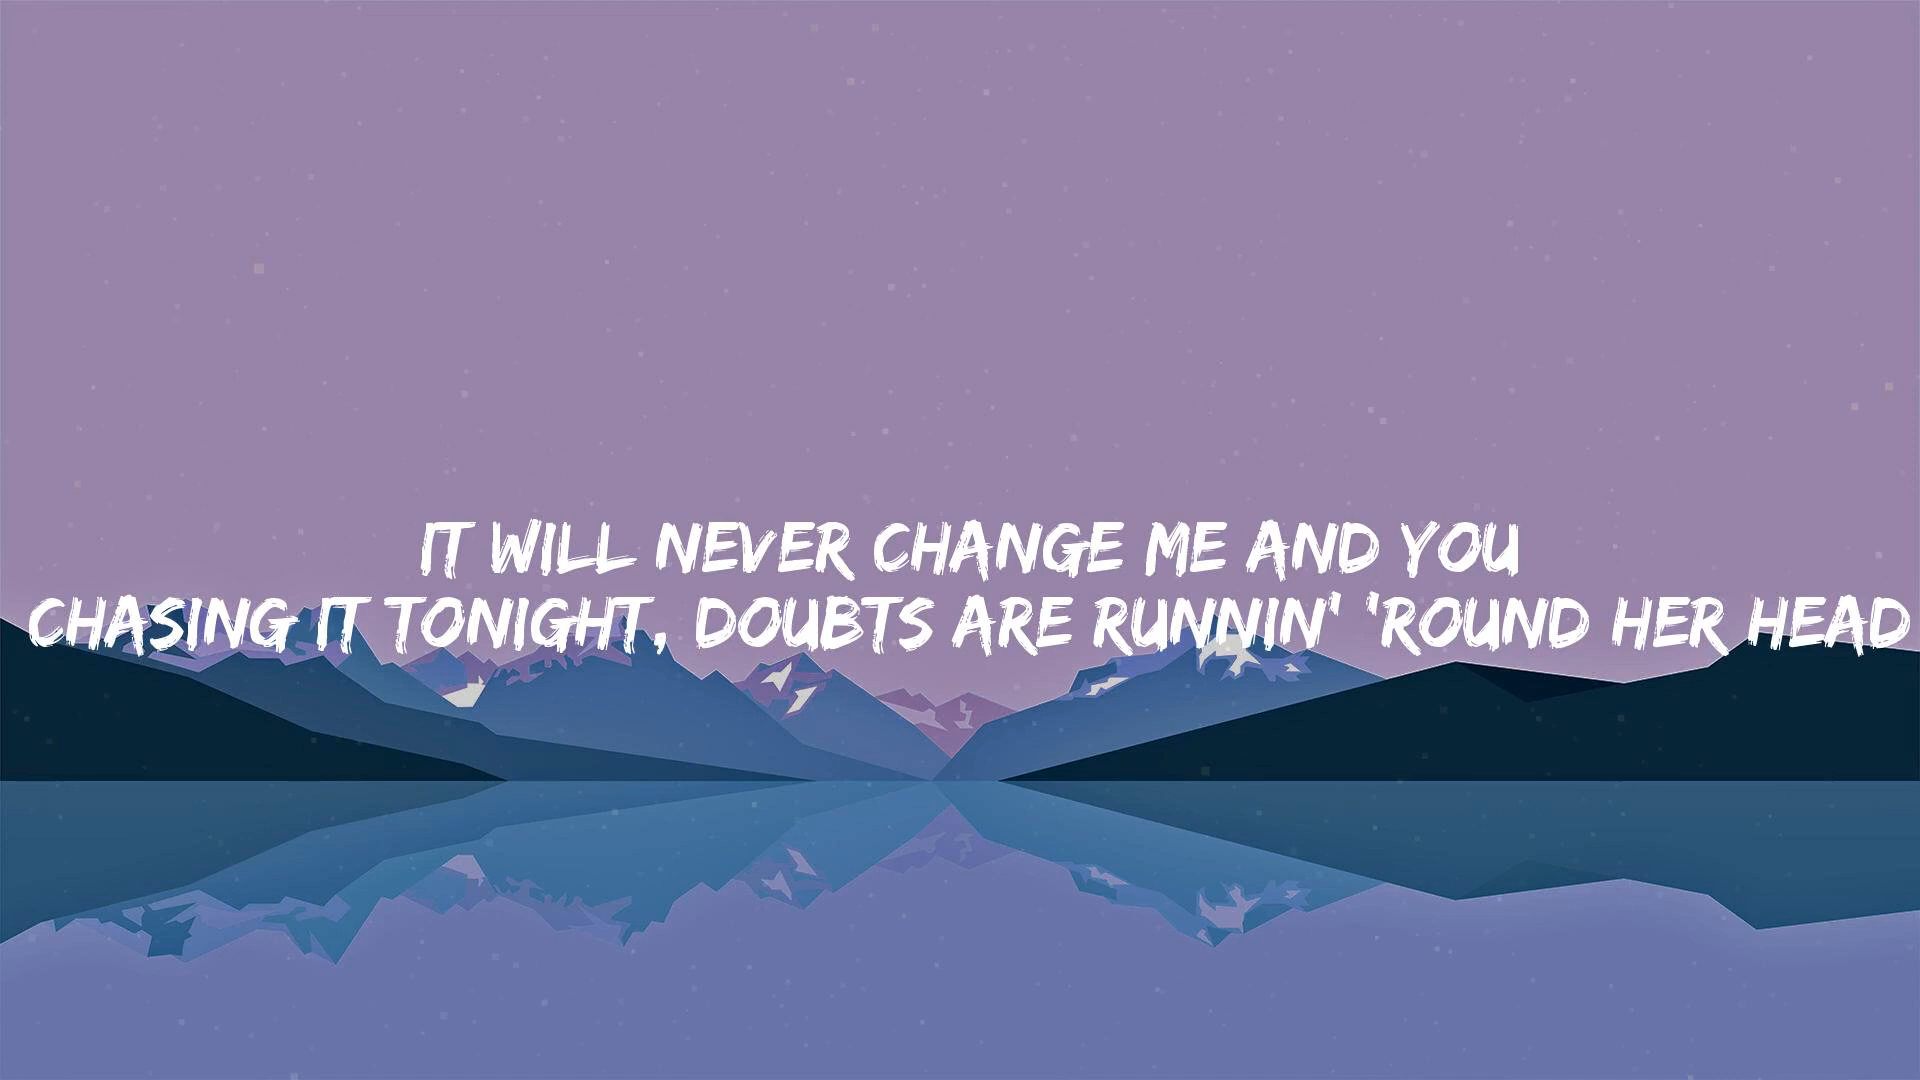 IT WILL NEVER CHANGE ME AND YOU
CHASING IT TONIGHT, DOUBTS ARE RUNNIN' 'ROUND HER HEAD